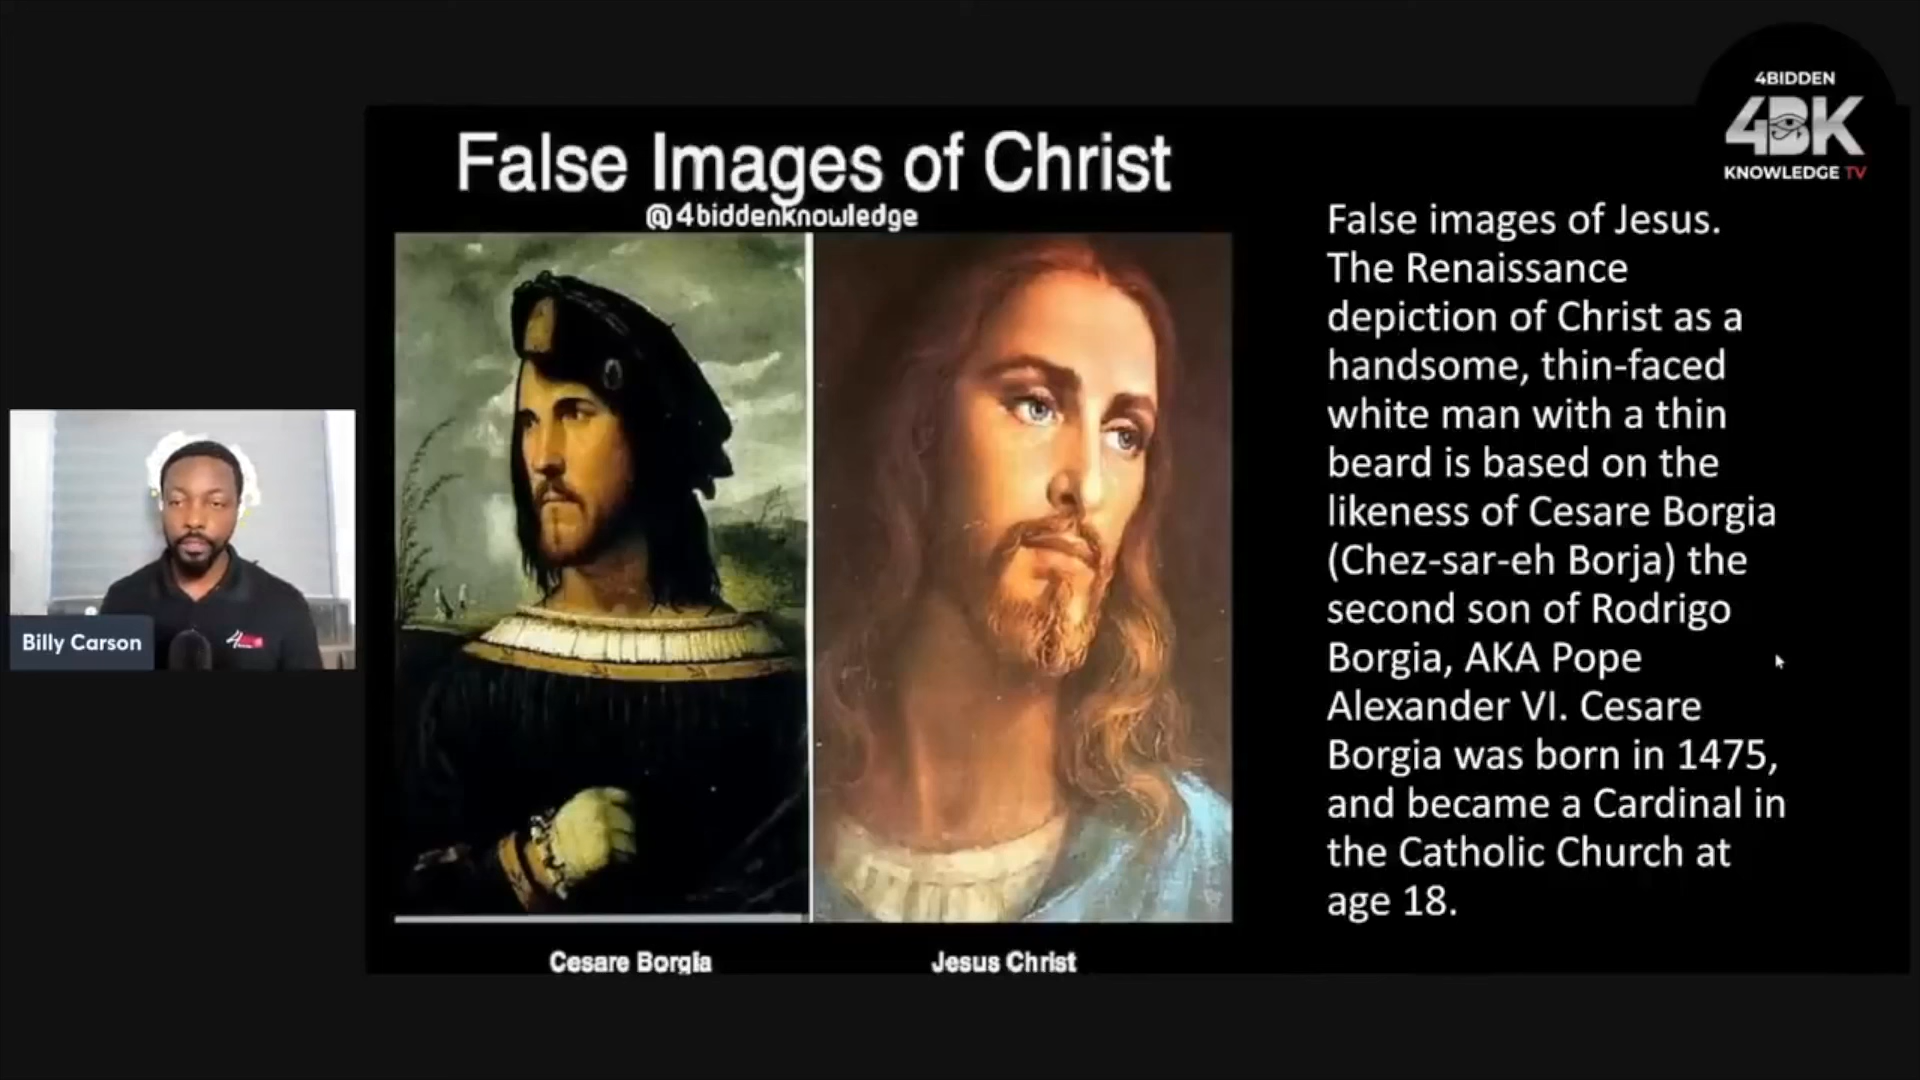 4BIDDEN
4BK
KNOWLEDGE TV
False Images of Christ
@4biddenknowledge
False images of Jesus.
The Renaissance
depiction of Christ as a
handsome, thin-faced
white man with a thin
beard is based on the
likeness of Cesare Borgia
(Chez-sar-eh Borja) the
second son of Rodrigo
Borgia, AKA Pope
Alexander VI. Cesare
Borgia was born in 1475,
and became a Cardinal in
the Catholic Church at
age 18.
Billy Carson
Cesare Borgia
Jesus Christ